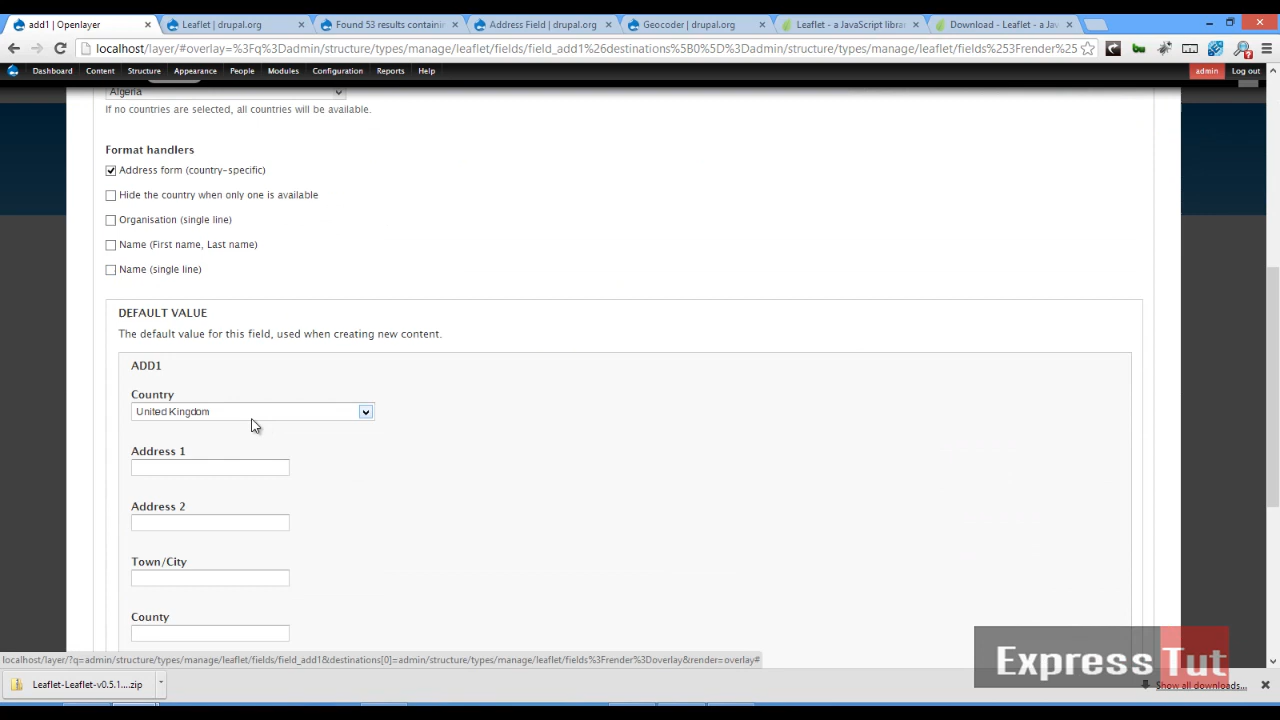 add1 | Openlayer
Leaflet | drupal.org
Found 53 results containin
Address Field | drupal.org
Geocoder | drupal.org
Leaflet - a JavaScript librar
Download - Leaflet - a Jav
localhost/layer/#overlay=%3Fq%3Dadmin/structure/types/manage/leaflet/fields/field_add1%26destinations%5B0%5D%3Dadmin/structure/types/manage/leaflet/fields%253Frender%25
Dashboard Content Structure Appearance People Modules Configuration Reports Help admin Log out
Algeria
If no countries are selected, all countries will be available.
Format handlers
Address form (country-specific)
Hide the country when only one is available
Organisation (single line)
Name (First name, Last name)
Name (single line)
DEFAULT VALUE
The default value for this field, used when creating new content.
ADD1
Country
United Kingdom
Address 1
Address 2
Town/City
County
localhost/layer/?q=admin/structure/types/manage/leaflet/fields/field_add1&destinations[0]=admin/structure/types/manage/leaflet/fields%3Frender%3Doverlay&render=overlay#
Express Tut
Leaflet-Leaflet-v0.5.1....zip
Show all downloads...